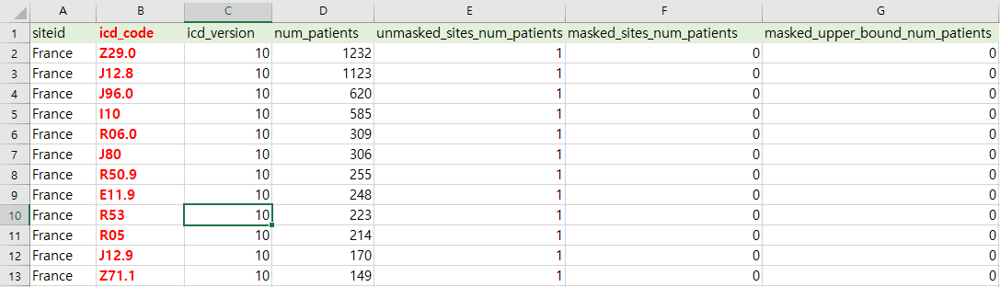 A B C D E F G
1 siteid icd_code icd_version num_patients unmasked_sites_num_patients masked_sites_num_patients masked_upper_bound_num_patients
2 France Z29.0 10 1232 1 0 0
3 France J12.8 10 1123 1 0 0
4 France J96.0 10 620 1 0 0
5 France I10 10 585 1 0 0
6 France R06.0 10 309 1 0 0
7 France J80 10 306 1 0 0
8 France R50.9 10 255 1 0 0
9 France E11.9 10 248 1 0 0
10 France R53 10 223 1 0 0
11 France R05 10 214 1 0 0
12 France J12.9 10 170 1 0 0
13 France Z71.1 10 149 1 0 0